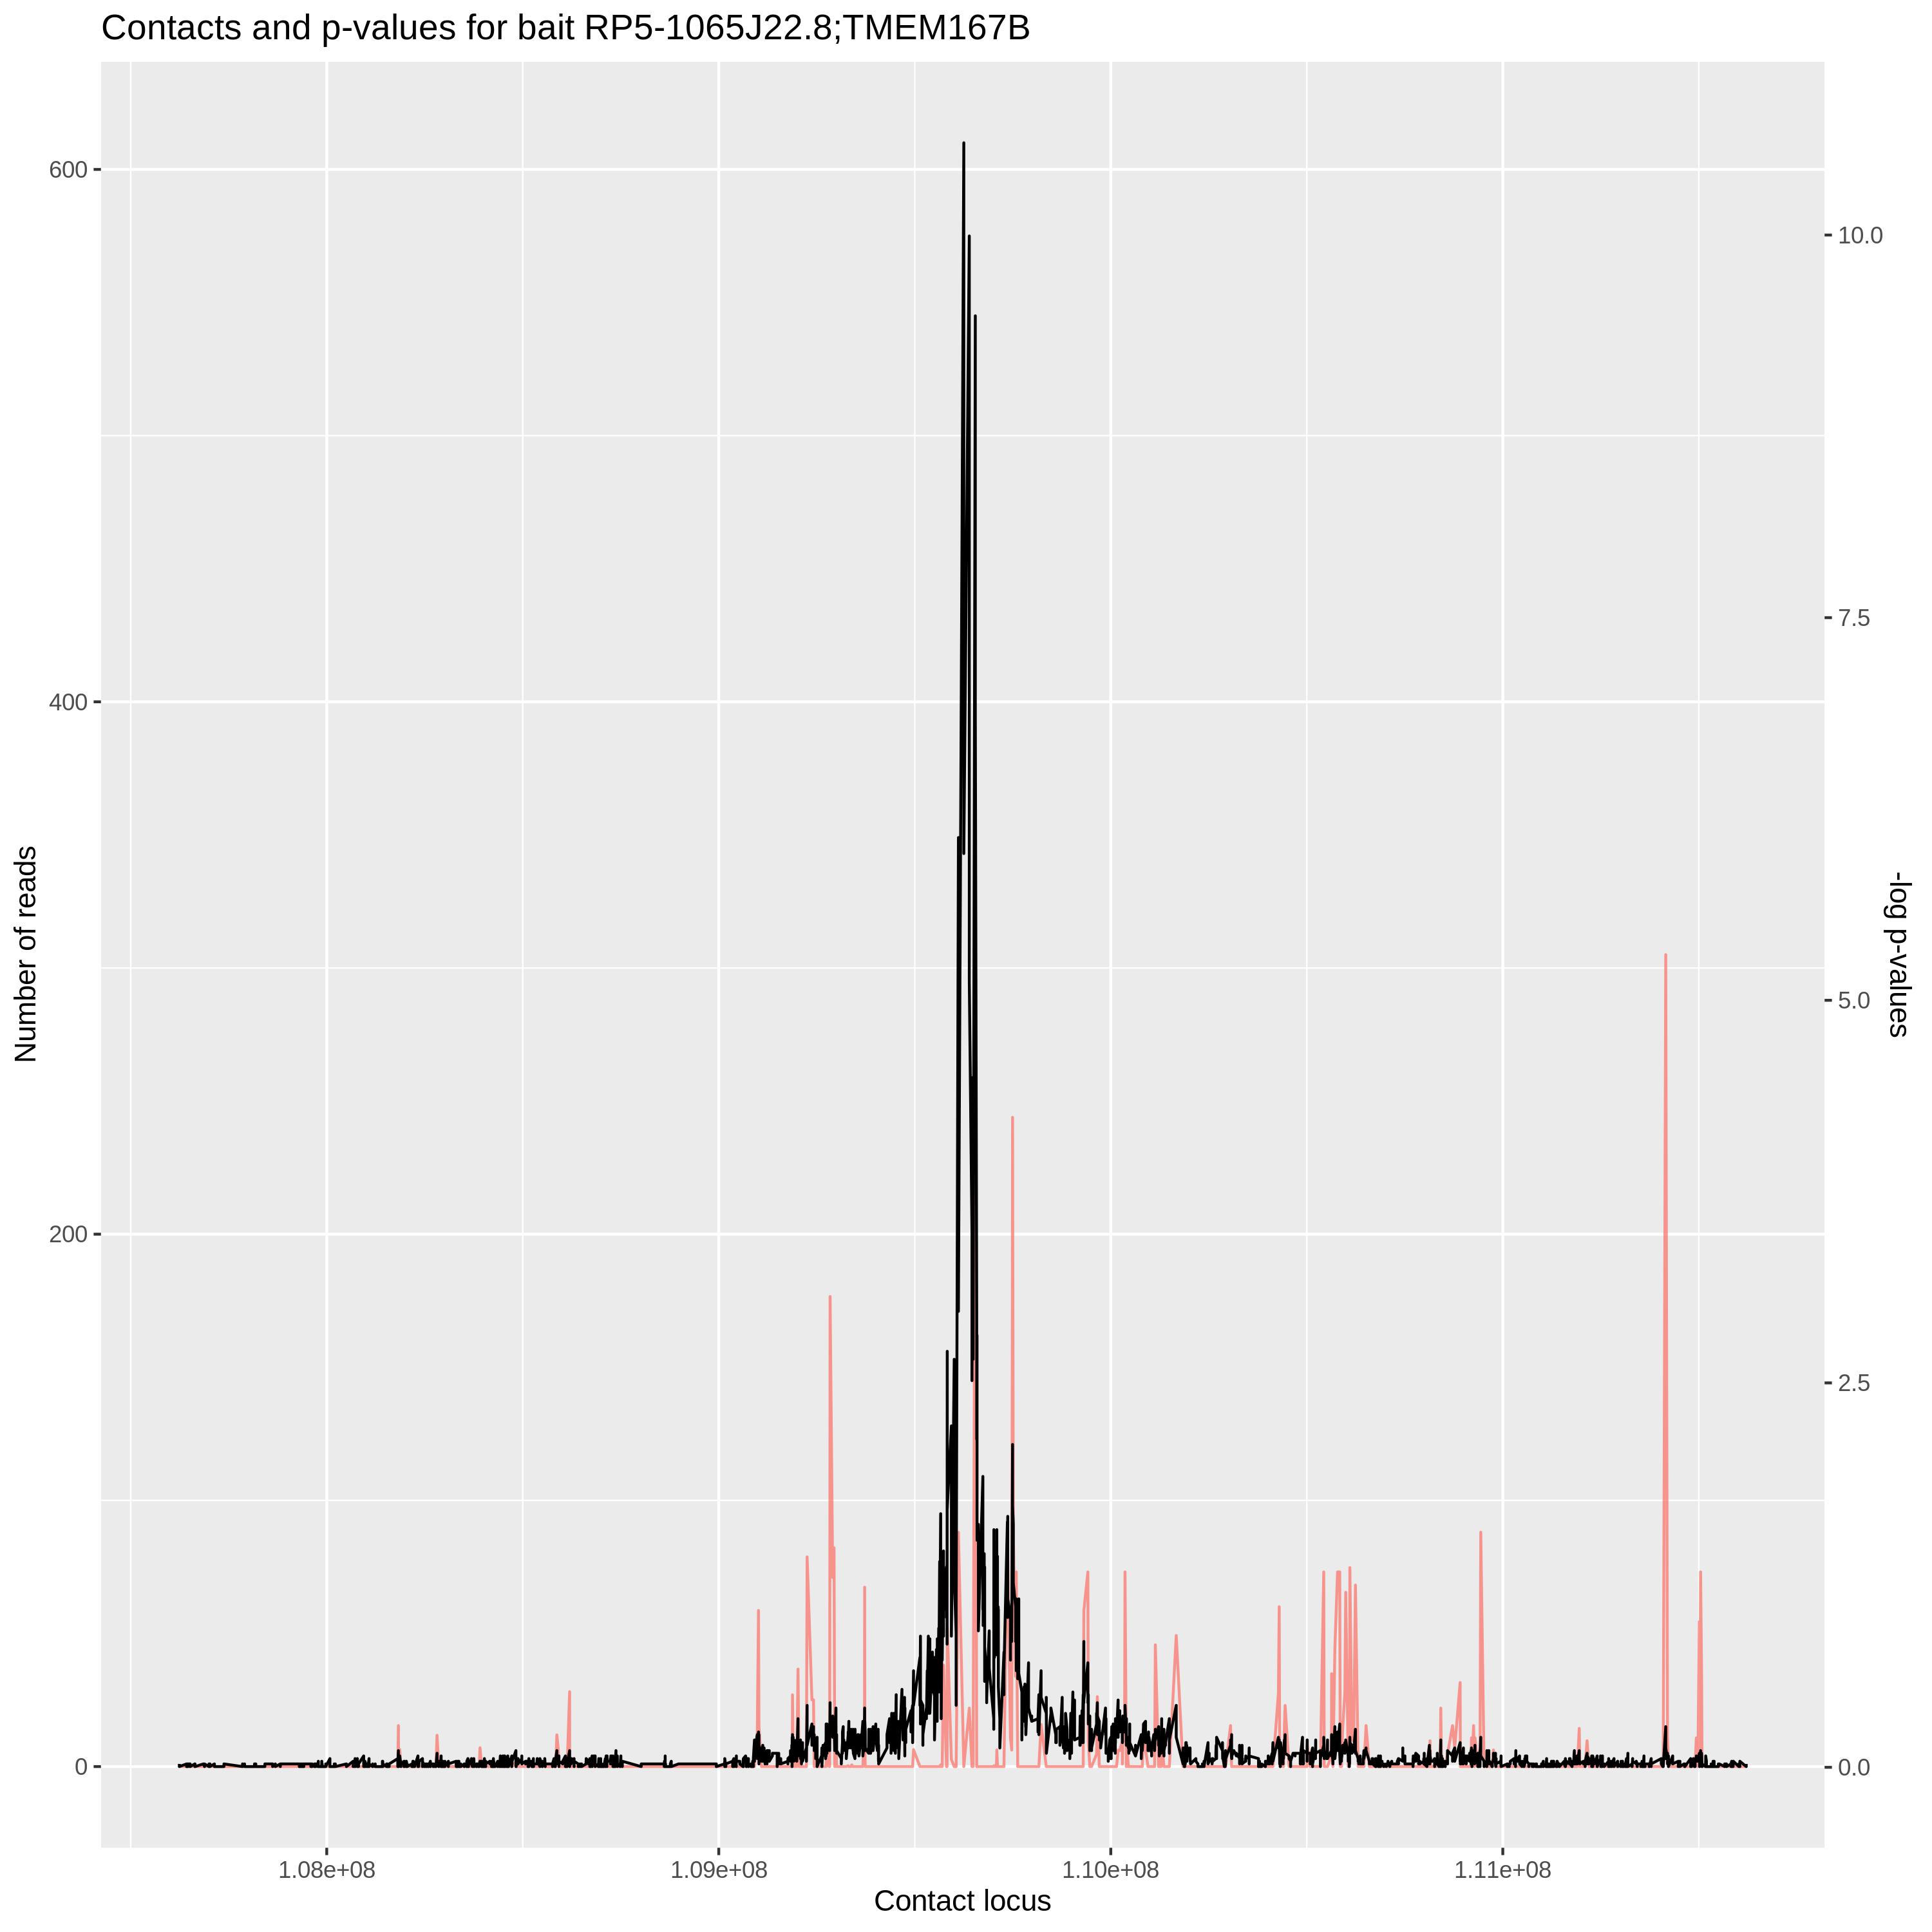 Contacts and p-values for bait RP5-1065J22.8;TMEM167B
600
400
200
0
Number of reads
10.0
7.5
5.0
2.5
0.0
-log p-values
1.08e+08
1.09e+08
1.10e+08
1.11e+08
Contact locus